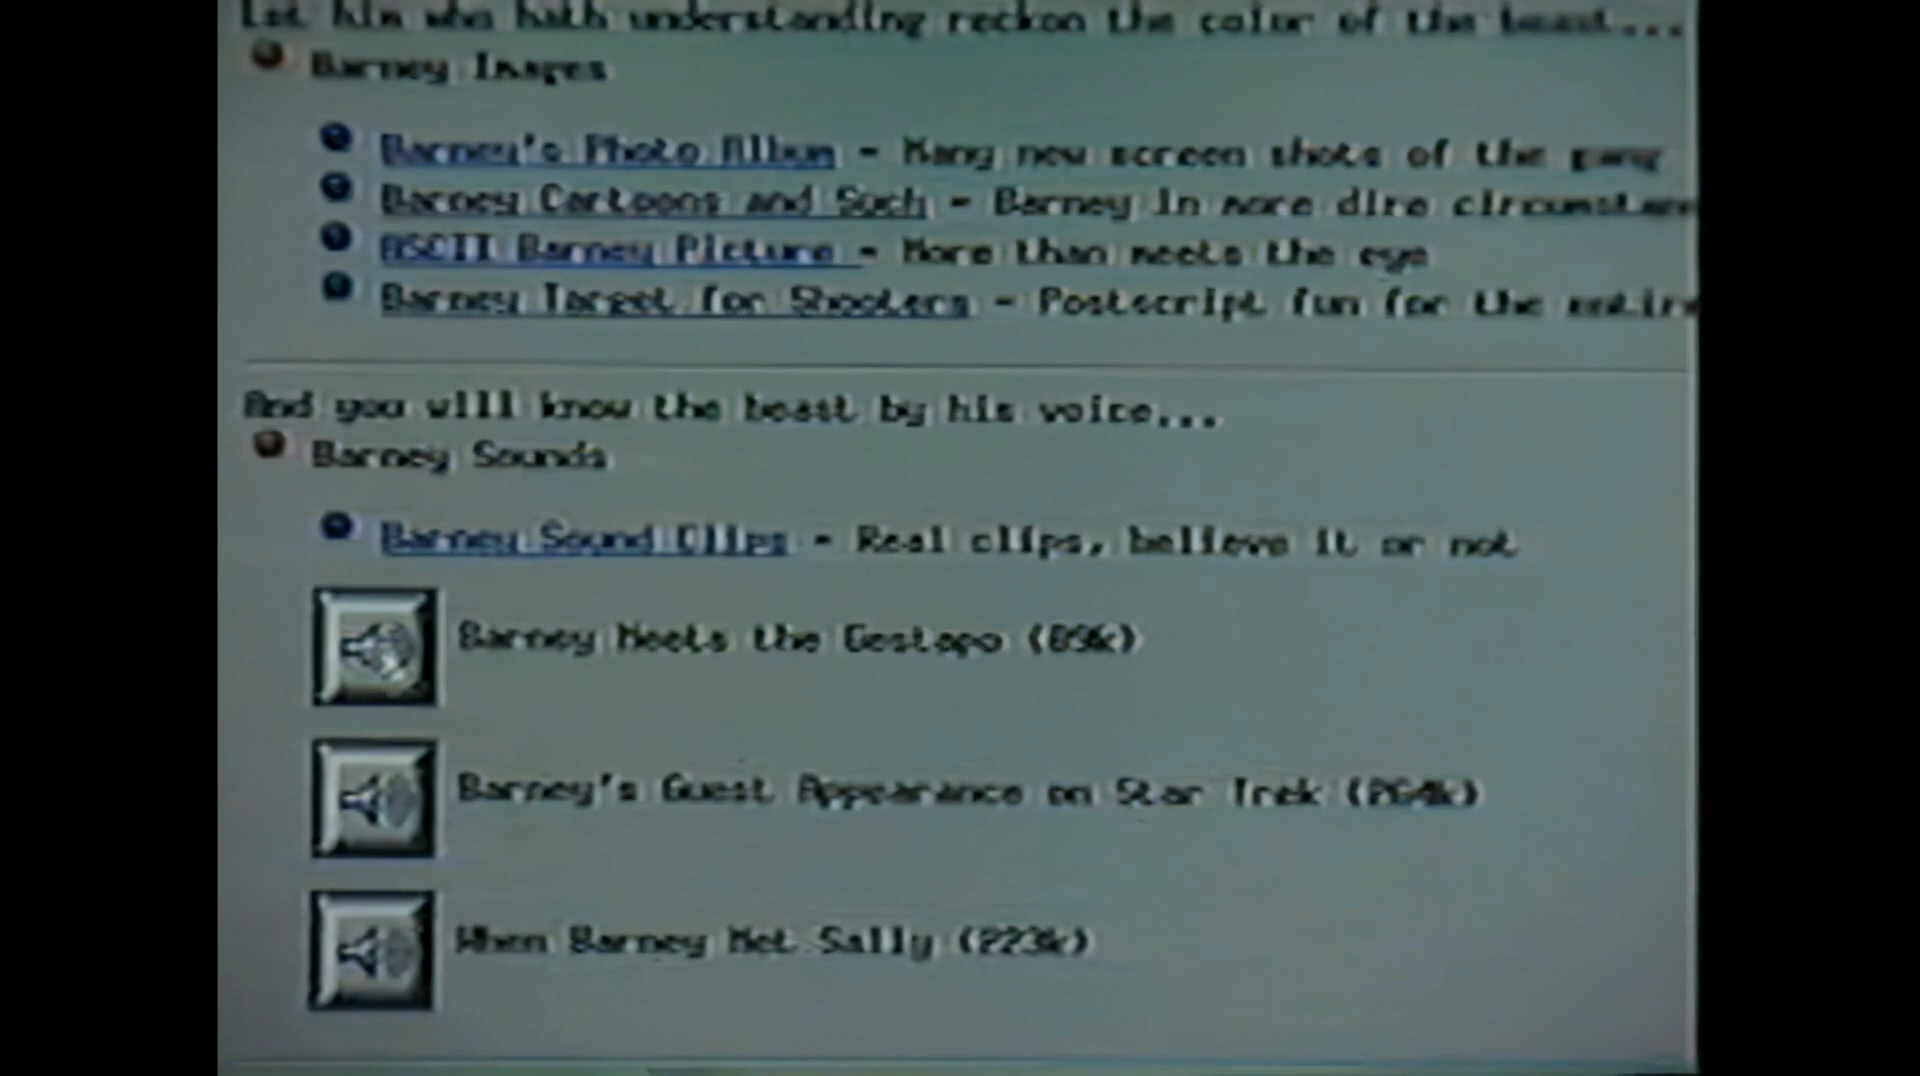 Let him who hath understanding reckon the color of the beast...
Barney Images
Barney's Photo Album - Many new screen shots of the gang
Barney Cartoons and Such - Barney in more dire
ASCII Barney Picture - More than meets the eye
Barney Target for Shooters - Postscript fun for the entire
And you will know the beast by his voice...
Barney Sounds
Barney Sound Clips - Real clips, believe it or not
Barney Meets the Gestapo (89k)
Barney's Guest Appearance on Star Trek (264k)
When Barney Met Sally (223k)